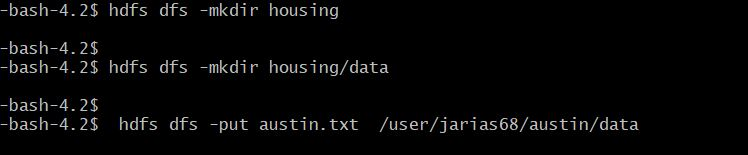 -bash-4.2$ hdfs dfs -mkdir housing
-bash-4.2$
-bash-4.2$ hdfs dfs -mkdir housing/data
-bash-4.2$
-bash-4.2$  hdfs dfs -put austin.txt  /user/jarias68/austin/data